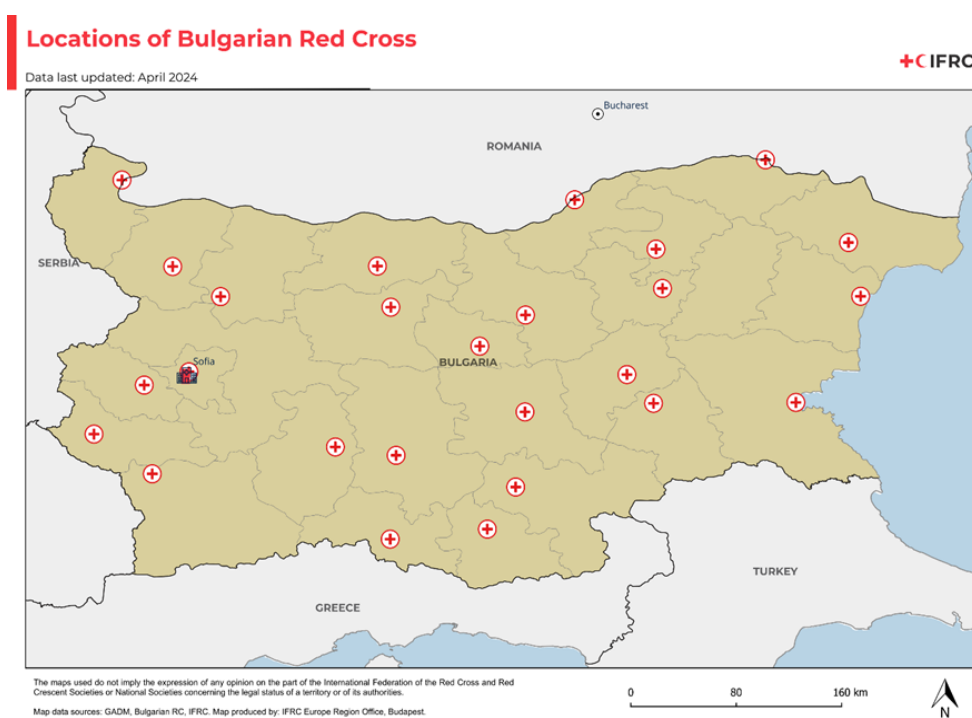 Locations of Bulgarian Red Cross
IFRC
Data last updated: April 2024
Bucharest
ROMANIA
SERBIA
Sofia
BULGARIA
TURKEY
GREECE
The maps used do not imply the expression of any opinion on the part of the International Federation of the Red Cross and Red
Crescent Societies or National Societies concerning the legal status of a territory or of its authorities.
Map data sources: GADM, Bulgarian RC, IFRC. Map produced by: IFRC Europe Region Office, Budapest.
0 80 160 km
N